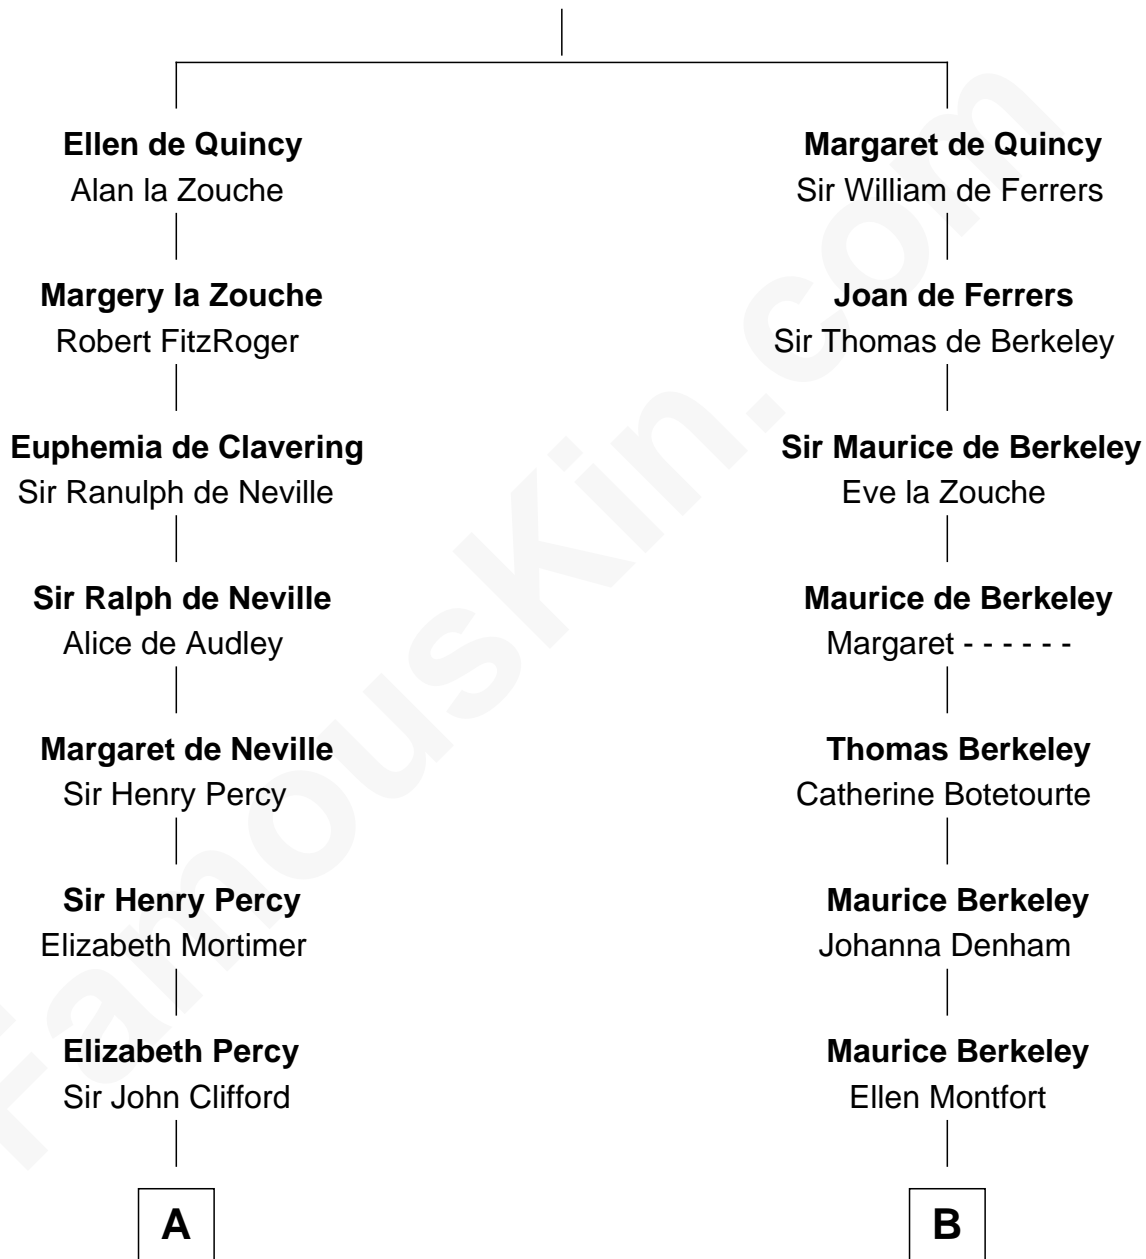 Ellen de Quincy
Alan la Zouche
Margery la Zouche
Robert FitzRoger
Euphemia de Clavering
Sir Ranulph de Neville
Sir Ralph de Neville
Alice de Audley
Margaret de Neville
Sir Henry Percy
Sir Henry Percy
Elizabeth Mortimer
Elizabeth Percy
Sir John Clifford
A
Margaret de Quincy
Sir William de Ferrers
Joan de Ferrers
Sir Thomas de Berkeley
Sir Maurice de Berkeley
Eve la Zouche
Maurice de Berkeley
Margaret - - - - - -
Thomas Berkeley
Catherine Botetourte
Maurice Berkeley
Johanna Denham
Maurice Berkeley
Ellen Montfort
B
FamousKin.com